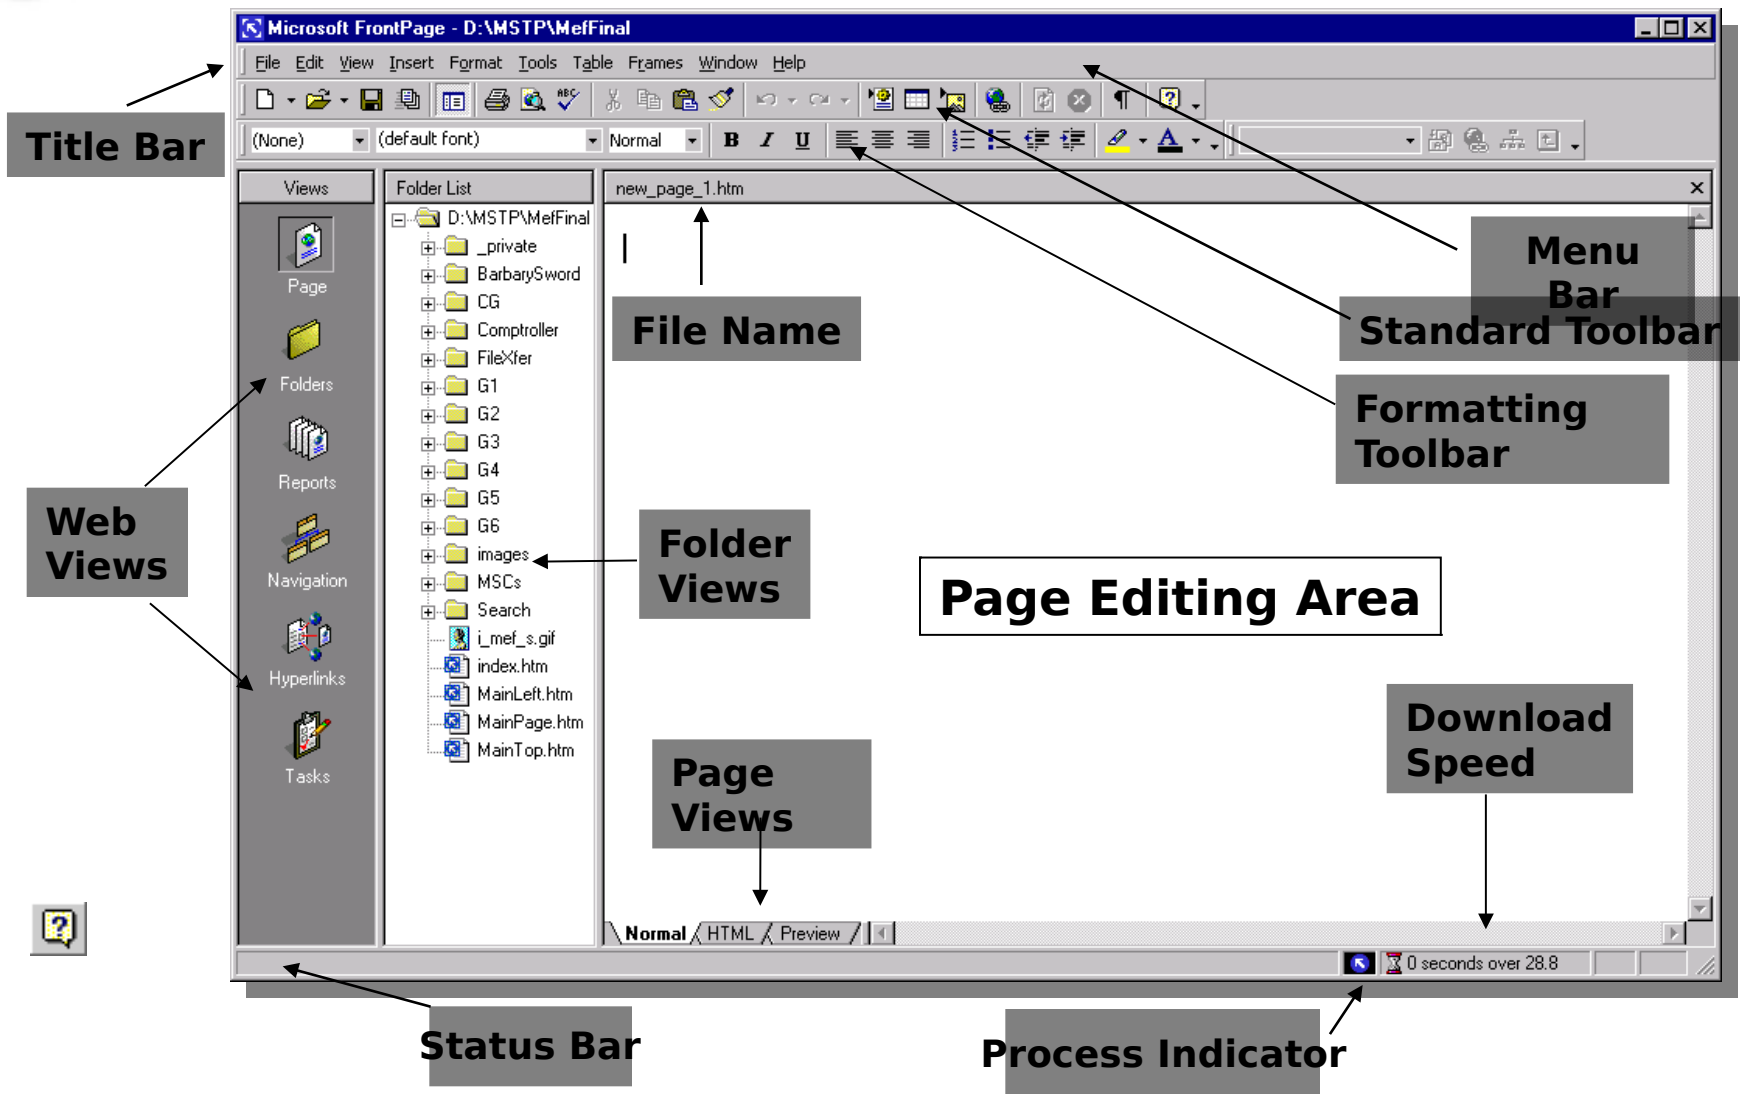 Microsoft FrontPage - D:\MSTP\MefFinal
File Edit View Insert Format Tools Table Frames Window Help
ABC
Title Bar
(None) (default font) Normal B I U A
Views
Folder List
new_page_1.htm
Page
Folders
Reports
Navigation
Hyperlinks
Tasks
D:\MSTP\MefFinal
_private
BarbarySword
CG
Comptroller
FileXfer
G1
G2
G3
G4
G5
G6
images
MSCs
Search
i_mef_s.gif
index.htm
MainLeft.htm
MainPage.htm
MainTop.htm
Menu
Bar
File Name
Standard Toolbar
Formatting
Toolbar
Web
Views
Folder
Views
Page Editing Area
Download
Speed
Page
Views
Normal HTML Preview
0 seconds over 28.8
Status Bar
Process Indicator